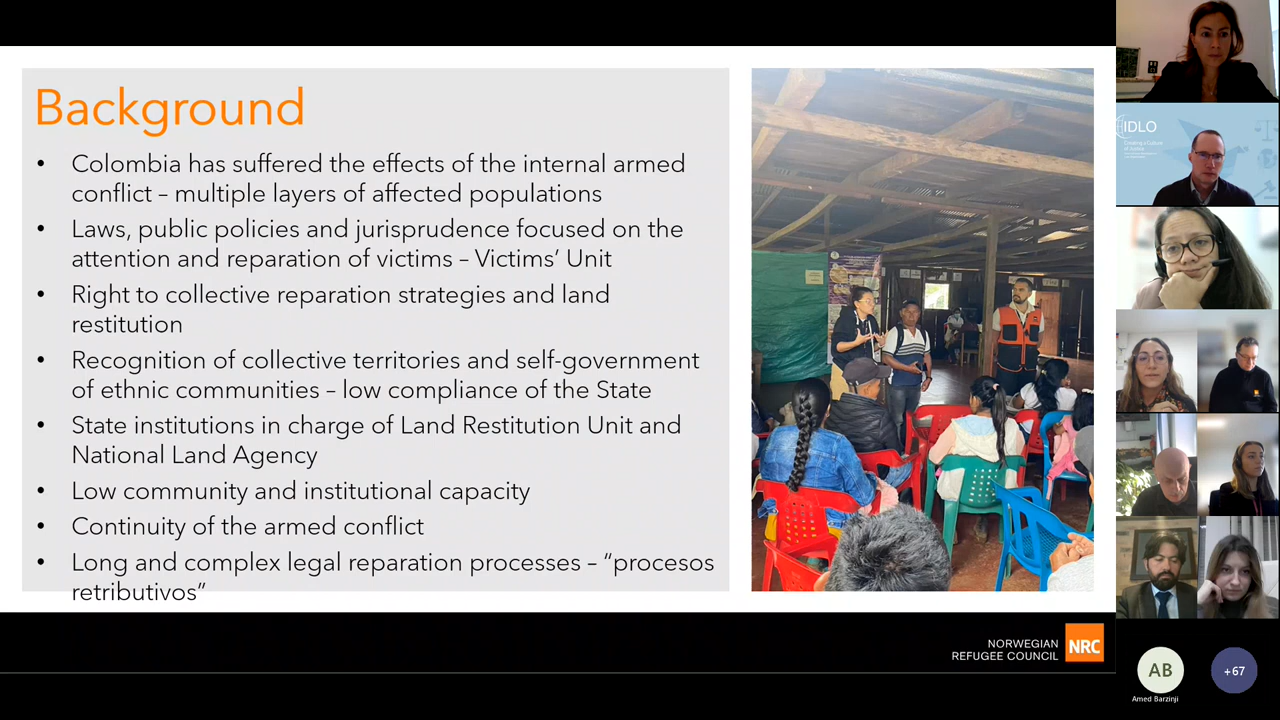 Background
• Colombia has suffered the effects of the internal armed
conflict – multiple layers of affected populations
• Laws, public policies and jurisprudence focused on the
attention and reparation of victims – Victims’ Unit
• Right to collective reparation strategies and land
restitution
• Recognition of collective territories and self-government
of ethnic communities – low compliance of the State
• State institutions in charge of Land Restitution Unit and
National Land Agency
• Low community and institutional capacity
• Continuity of the armed conflict
• Long and complex legal reparation processes – “procesos
retributivos”
NORWEGIAN
REFUGEE COUNCIL
NRC
IDLO
AB
Amed Barzinji
+67